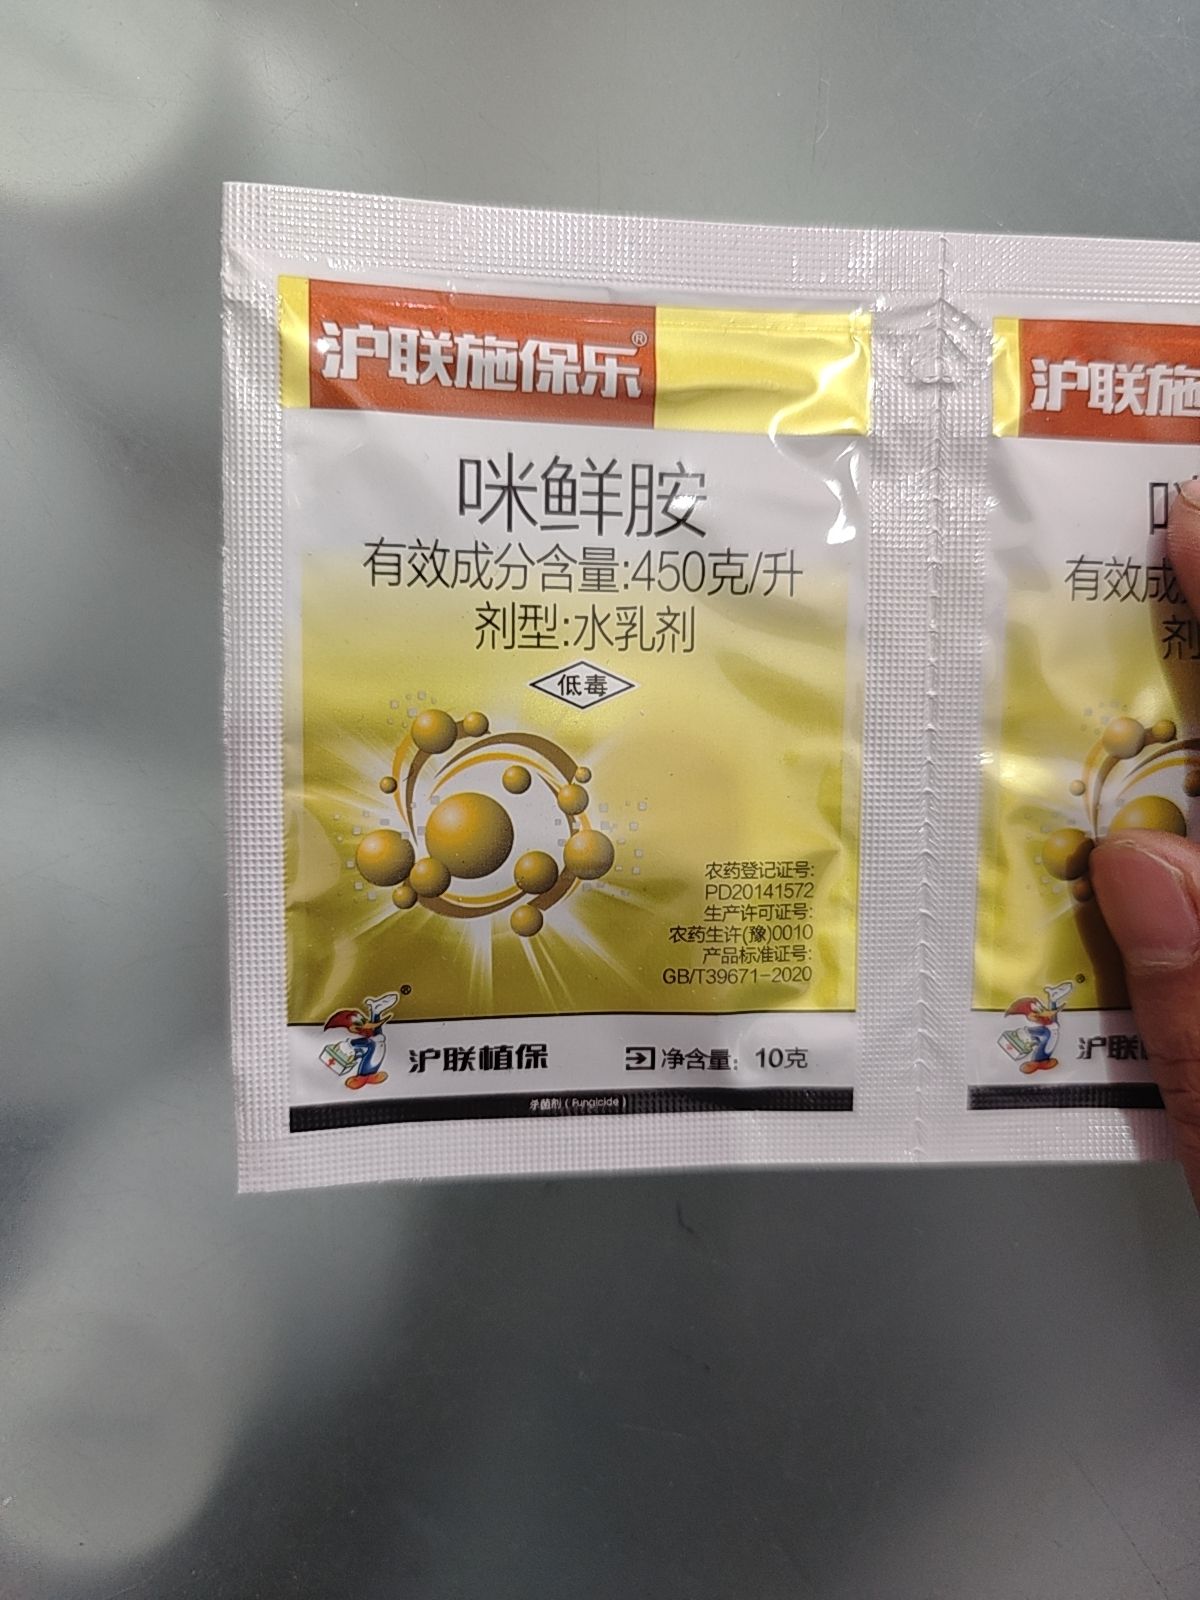 沪联施保乐®
咪鲜胺
有效成分含量:450克/升
剂型:水乳剂
低毒
农药登记证号:
PD20141572
生产许可证号:
农药生许(豫)0010
产品标准证号:
GB/T39671-2020
®
沪联植保
净含量: 10克
杀菌剂 (Fungicide)
沪联施
有效成
剂
®
沪联